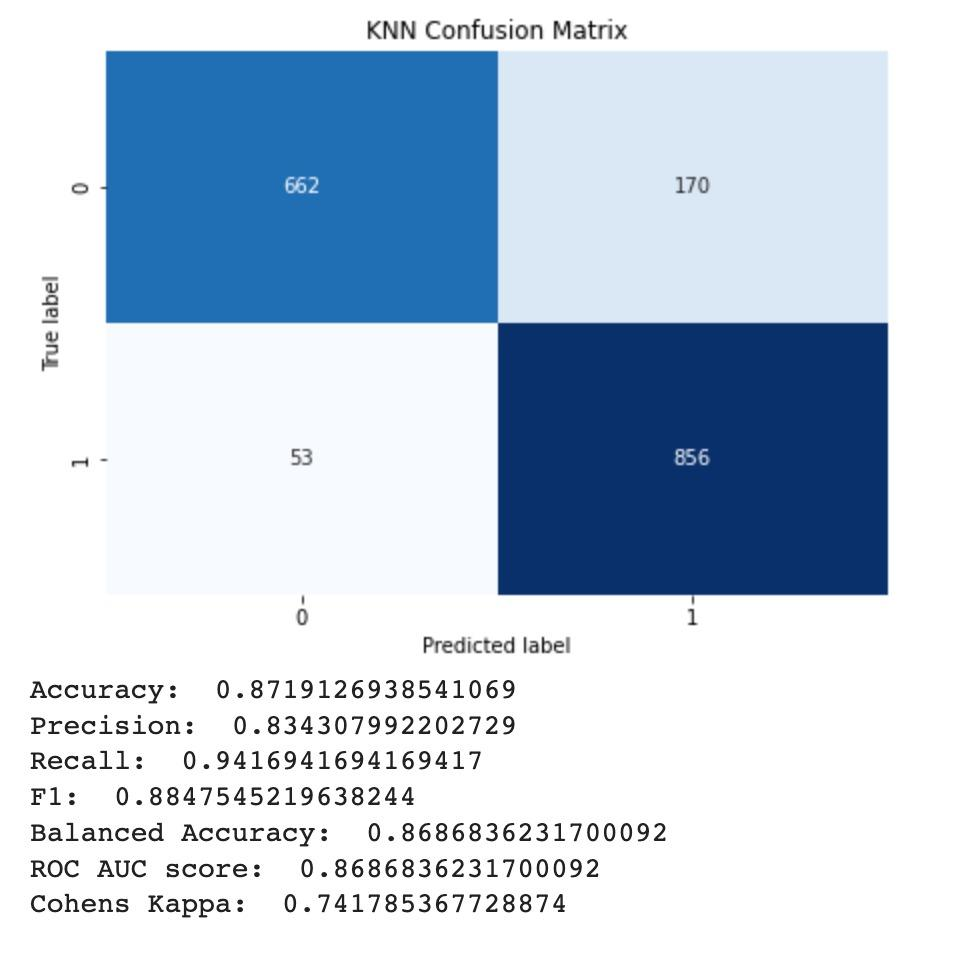 KNN Confusion Matrix
662 170
0
True label
53 856
1
0 1
Predicted label
Accuracy: 0.8719126938541069
Precision: 0.834307992202729
Recall: 0.9416941694169417
F1: 0.8847545219638244
Balanced Accuracy: 0.8686836231700092
ROC AUC score: 0.8686836231700092
Cohens Kappa: 0.741785367728874